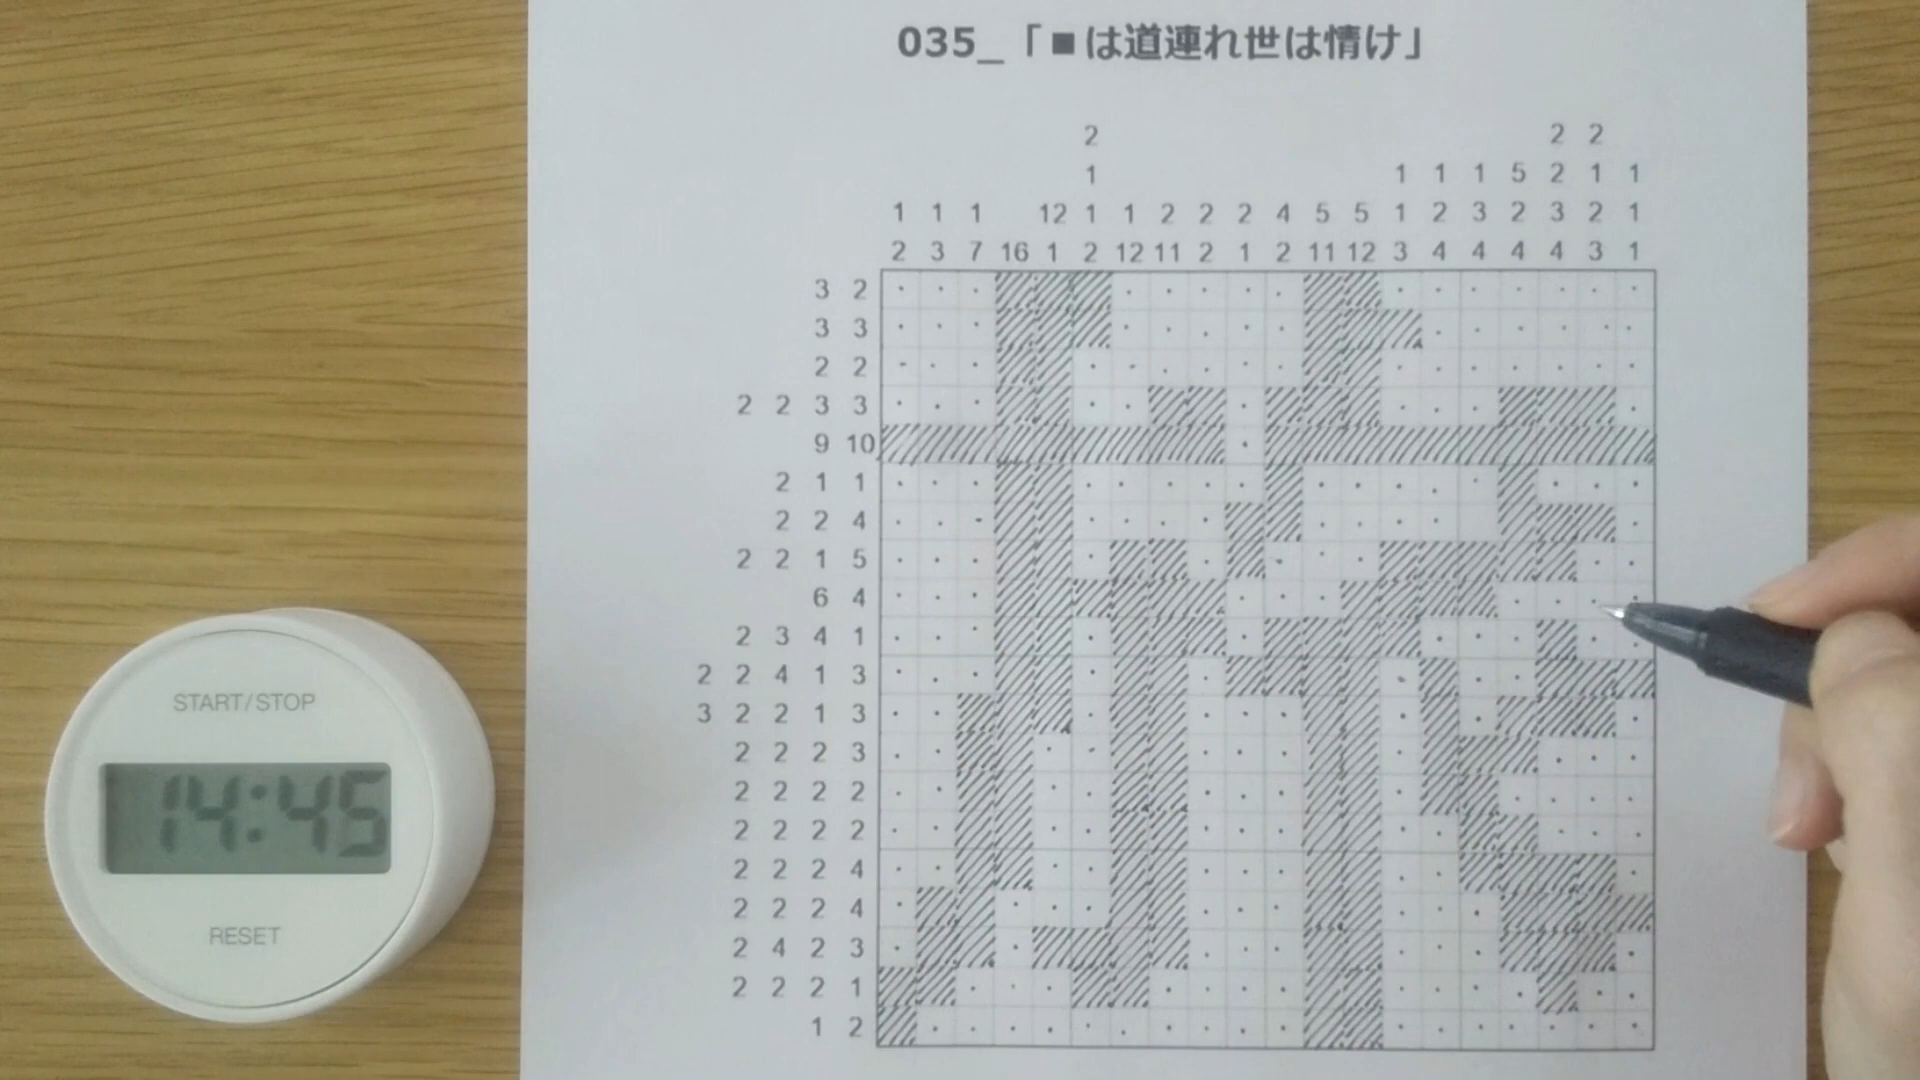 035_「■は道連れ世は情け」
2 2 2
1 1 1 1 5 2 1 1
1 1 1 12 1 1 2 2 2 4 5 5 1 2 3 2 3 2 1
2 3 7 16 1 2 12 11 2 1 2 11 12 3 4 4 4 4 3 1
3 2
3 3
2 2
2 2 3 3
9 10
2 1 1
2 2 4
2 2 1 5
6 4
2 3 4 1
2 2 4 1 3
3 2 2 1 3
2 2 2 3
2 2 2 2
2 2 2 2
2 2 2 4
2 2 2 4
2 4 2 3
2 2 2 1
1 2
START/STOP
14:45
RESET